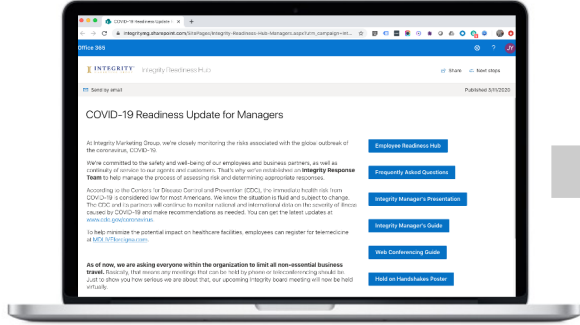 COVID-19 Readiness Update for
integritymg.sharepoint.com/SitePages/Integrity-Readiness-Hub-Managers.aspx?utm_campaign=int...
Office 365
? JY
INTEGRITY Integrity Readiness Hub
Share Next steps
Send by email
Published 3/11/2020
COVID-19 Readiness Update for Managers
At Integrity Marketing Group, we're closely monitoring the risks associated with the global outbreak of
the coronavirus, COVID-19.
We're committed to the safety and well-being of our employees and business partners, as well as
continuity of service to our agents and customers. That's why we've established an Integrity Response
Team to help manage the process of assessing risk and determining appropriate responses.
According to the Centers for Disease Control and Prevention (CDC), the immediate health risk from
COVID-19 is considered low for most Americans. We know the situation is fluid and subject to change.
The CDC and its partners will continue to monitor national and international data on the severity of illness
caused by COVID-19 and make recommendations as needed. You can get the latest updates at
www.cdc.gov/coronavirus.
To help minimize the potential impact on healthcare facilities, employees can register for telemedicine
at
As of now, we are asking everyone within the organization to limit all non-essential business
travel. Basically, that means any meetings that can be held by phone or teleconferencing should be.
Just to show you how serious we are about that, our upcoming Integrity board meeting will now be held
virtually.
Employee Readiness Hub
Frequently Asked Questions
Integrity Manager's Presentation
Integrity Manager's Guide
Web Conferencing Guide
Hold on Handshakes Poster